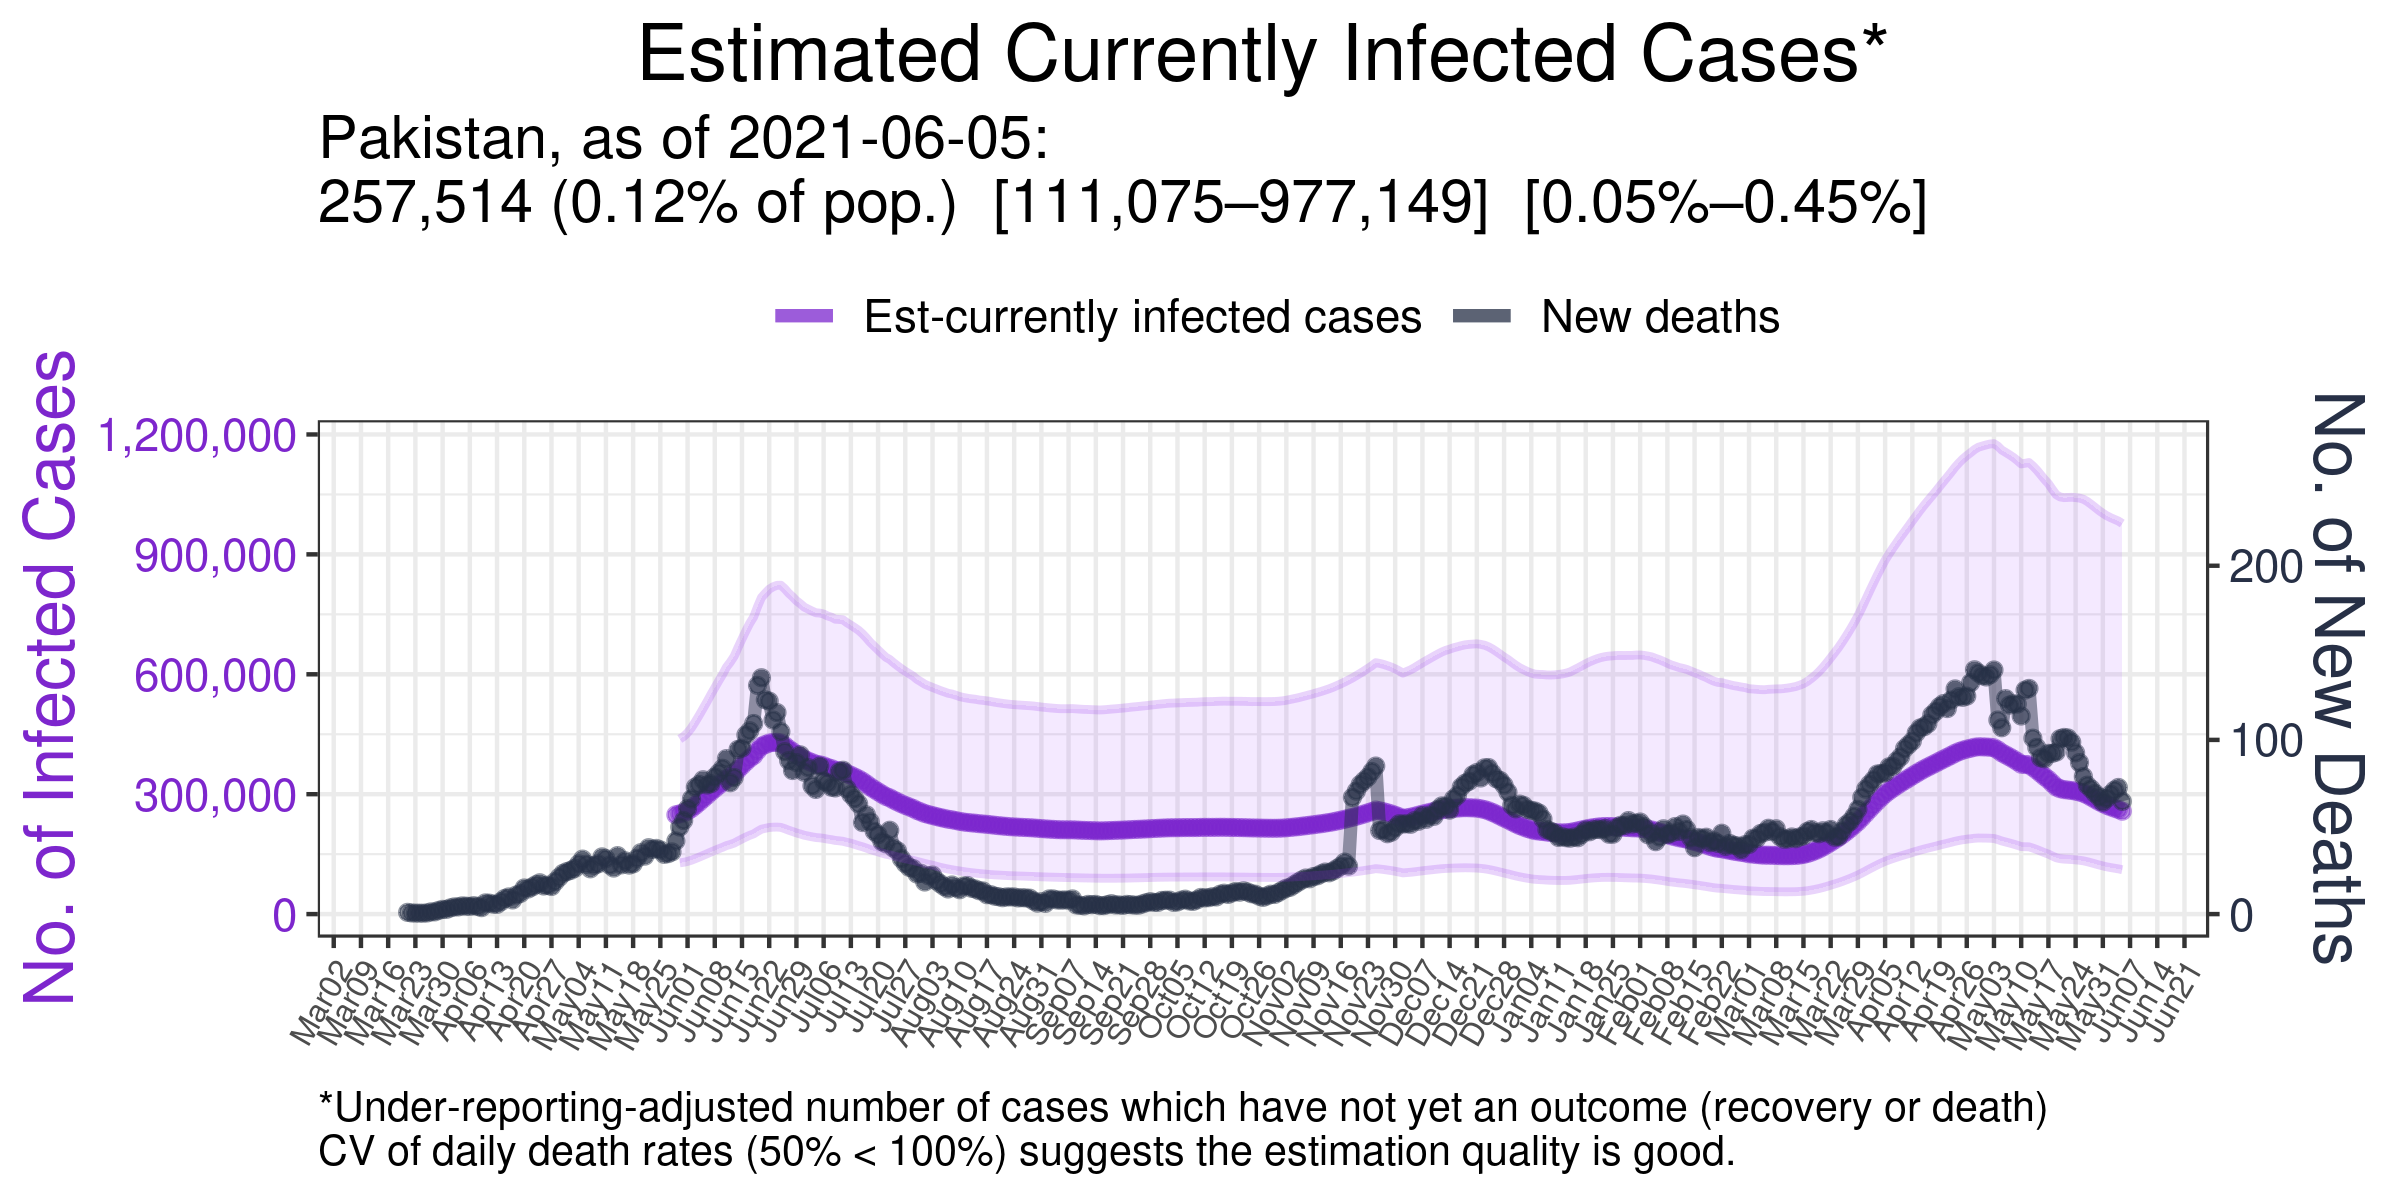 Estimated Currently Infected Cases*
Pakistan, as of 2021-06-05:
257,514 (0.12% of pop.) [111,075–977,149] [0.05%–0.45%]
Est-currently infected cases
New deaths
No. of Infected Cases
1,200,000
900,000
600,000
300,000
0
No. of New Deaths
200
100
0
Mar02
Mar09
Mar16
Mar23
Mar30
Apr06
Apr13
Apr20
Apr27
May04
May11
May18
May25
Jun01
Jun08
Jun15
Jun22
Jun29
Jul06
Jul13
Jul20
Jul27
Aug03
Aug10
Aug17
Aug24
Aug31
Sep07
Sep14
Sep21
Sep28
Oct05
Oct12
Oct19
Oct26
Nov02
Nov09
Nov16
Nov23
Nov30
Dec07
Dec14
Dec21
Dec28
Jan04
Jan11
Jan18
Jan25
Feb01
Feb08
Feb15
Feb22
Mar01
Mar08
Mar15
Mar22
Mar29
Apr05
Apr12
Apr19
Apr26
May03
May10
May17
May24
May31
Jun07
Jun14
Jun21
*Under-reporting-adjusted number of cases which have not yet an outcome (recovery or death)
CV of daily death rates (50% < 100%) suggests the estimation quality is good.